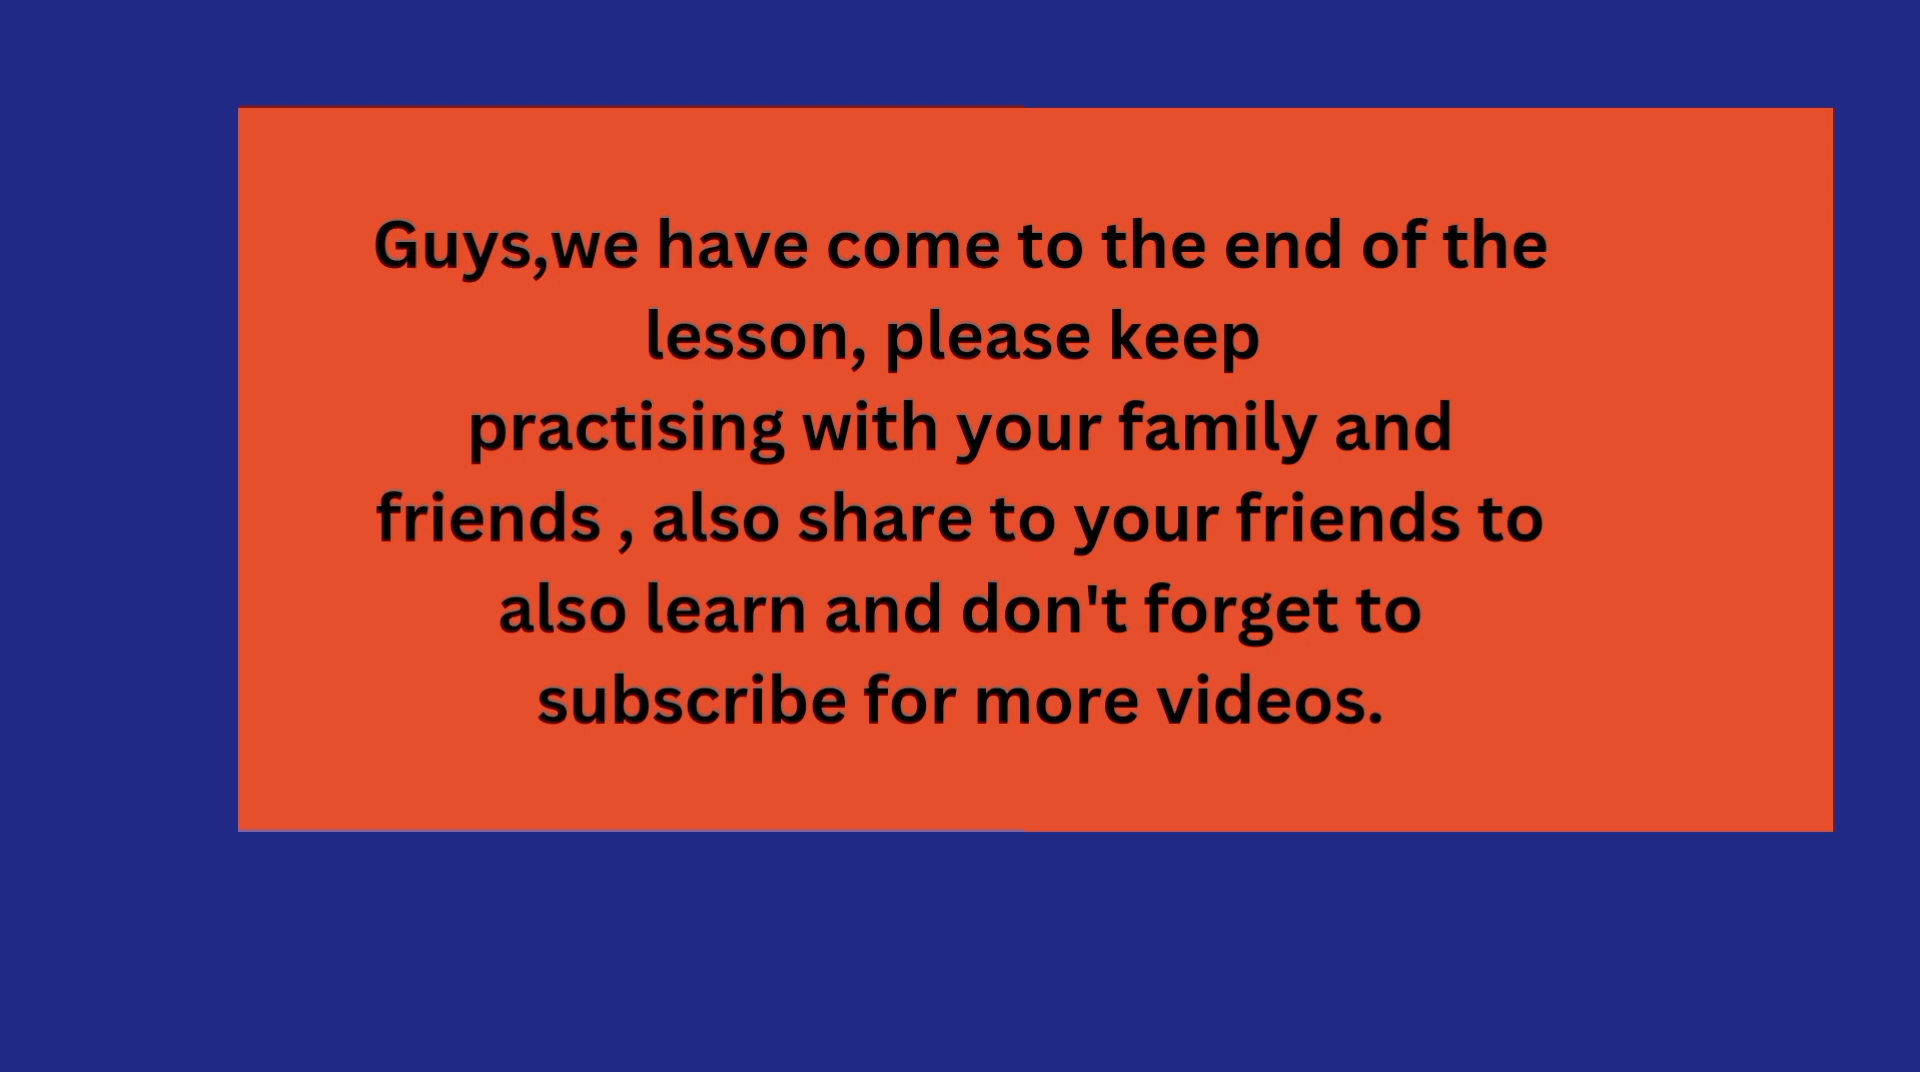 Guys,we have come to the end of the
lesson, please keep
practising with your family and
friends , also share to your friends to
also learn and don't forget to
subscribe for more videos.